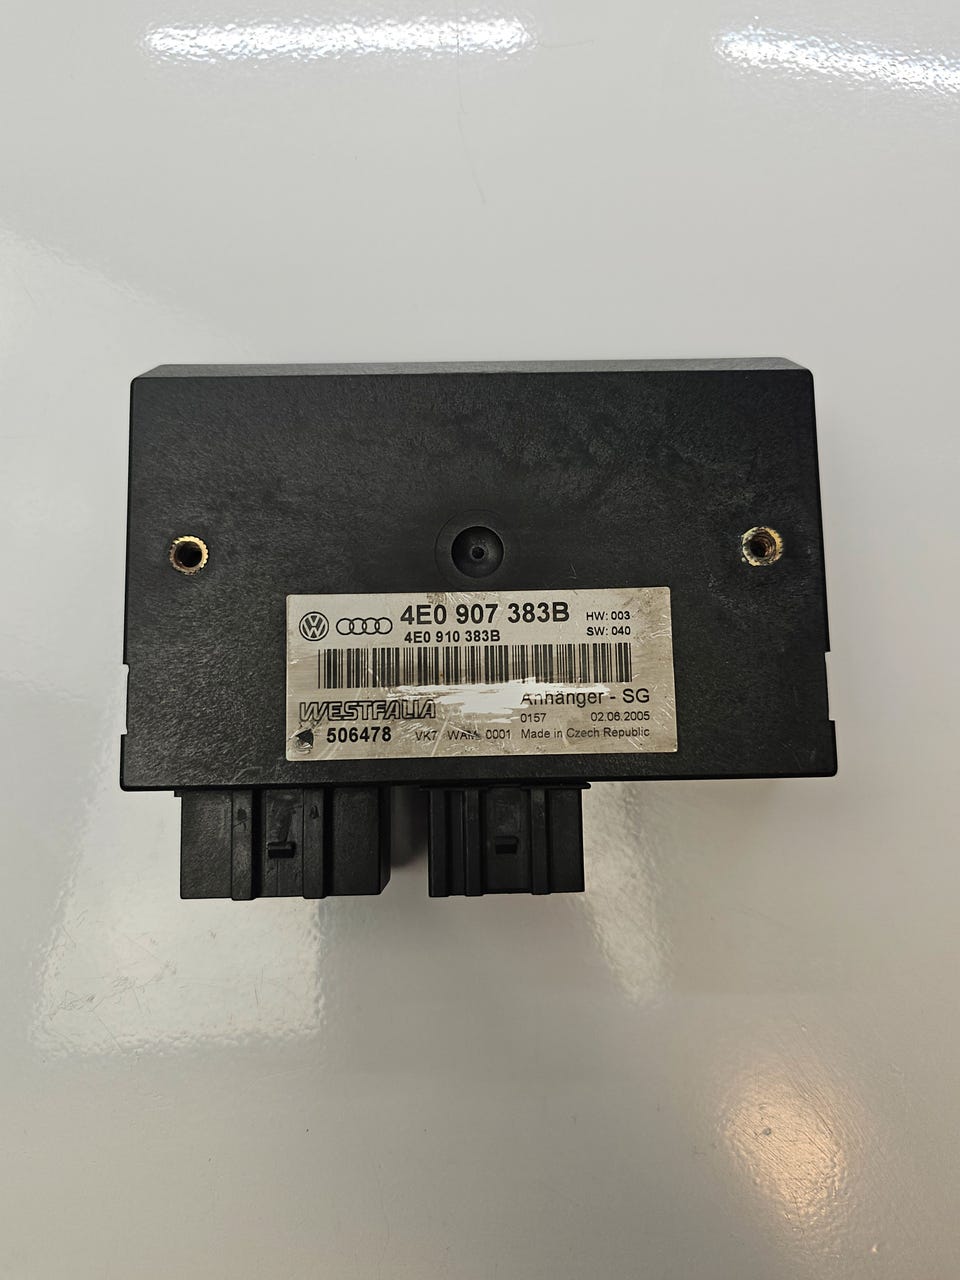 4E0 907 383B HW: 003
4E0 910 383B SW: 040
Anhänger - SG
WESTFALIA 0157 02.06.2005
506478 VK7 WAM 0001 Made in Czech Republic